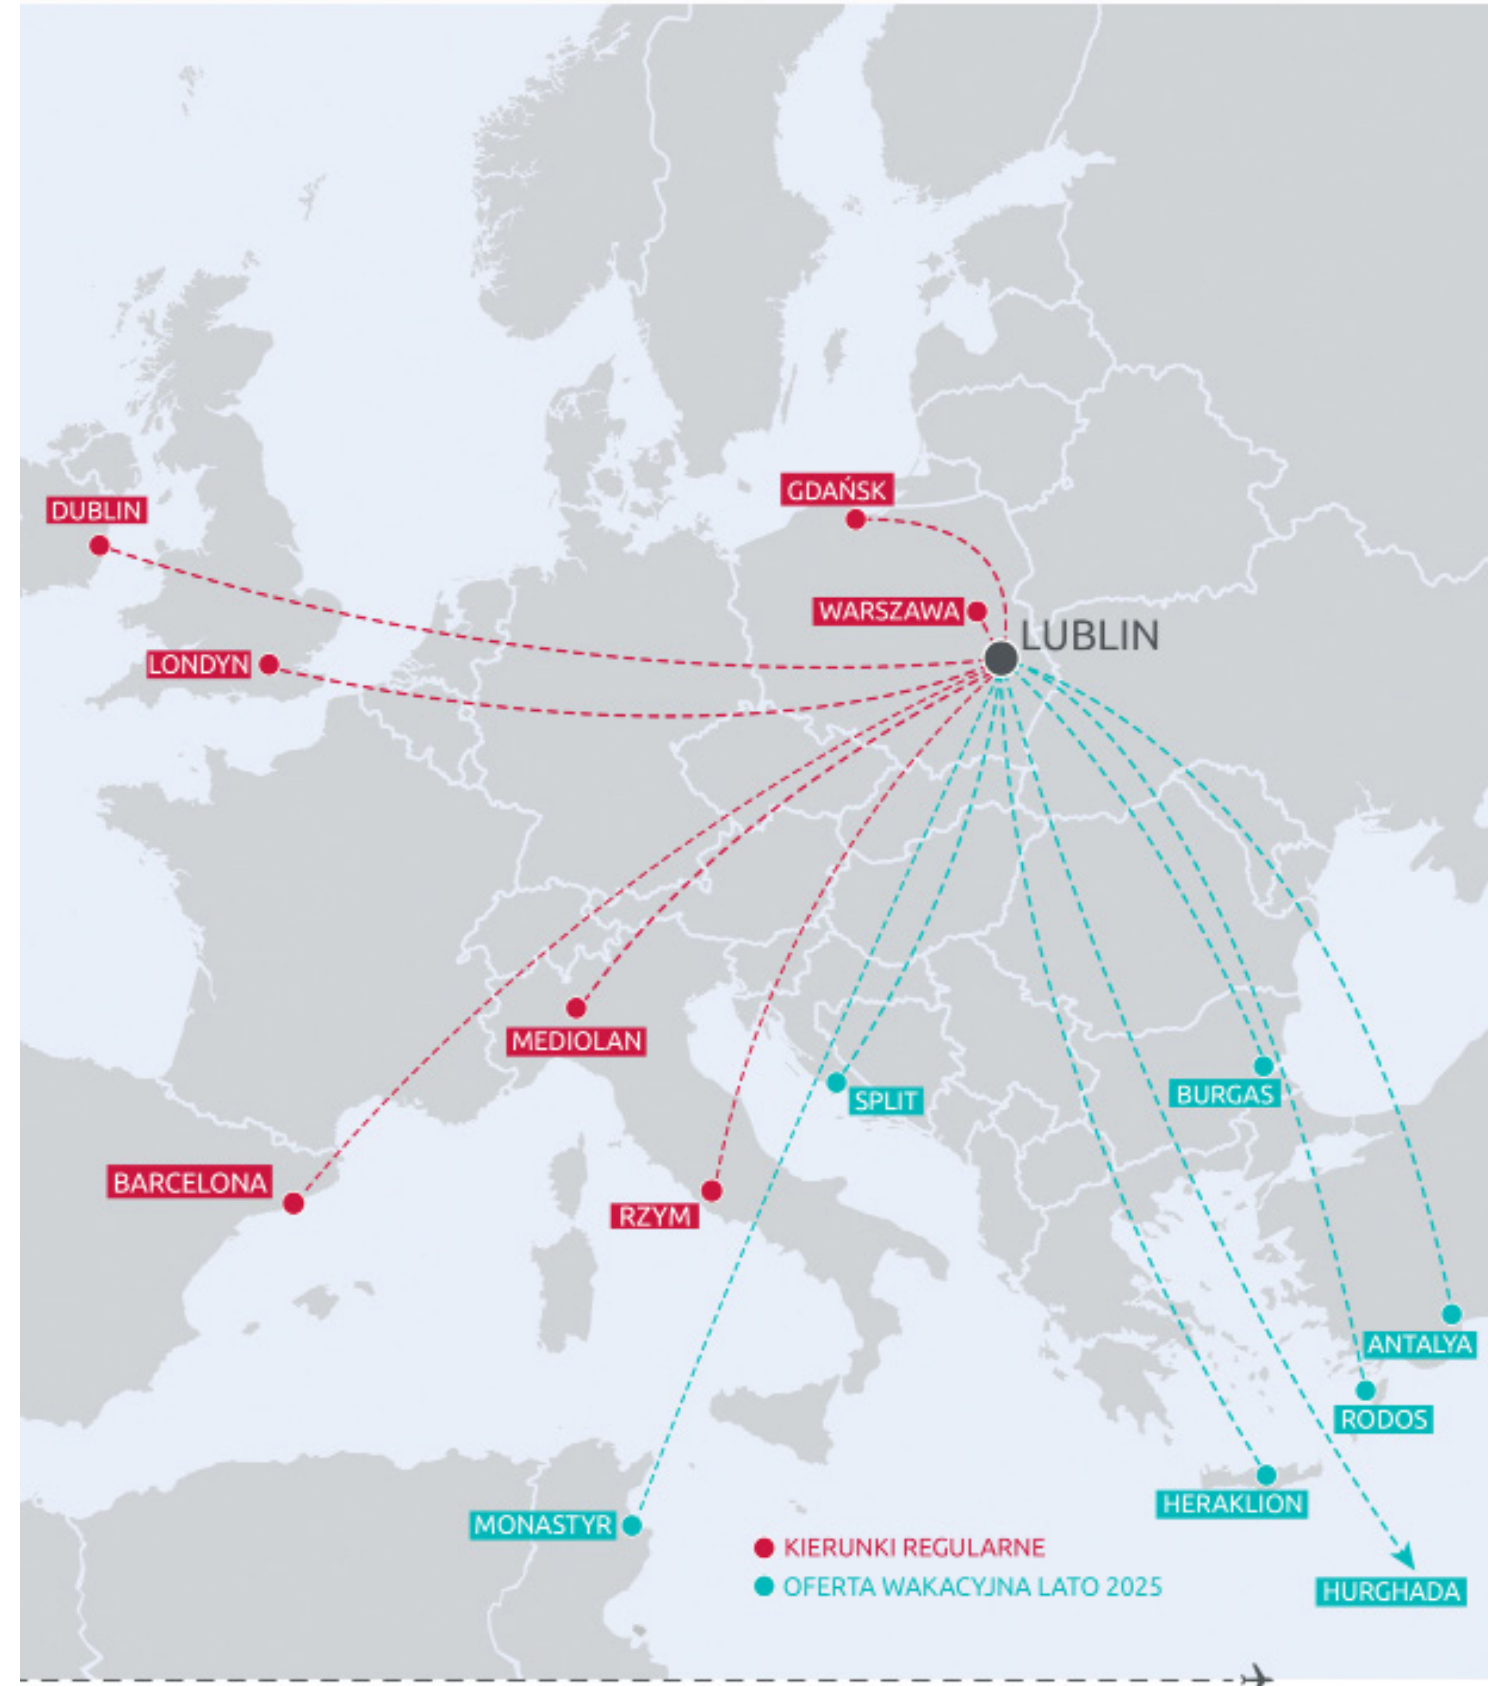 GDAŃSK
DUBLIN
WARSZAWA
LUBLIN
LONDYN
MEDIOLAN
SPLIT
BURGAS
BARCELONA
RZYM
ANTALYA
RODOS
HERAKLION
MONASTYR
KIERUNKI REGULARNE
OFERTA WAKACYJNA LATO 2025
HURGHADA